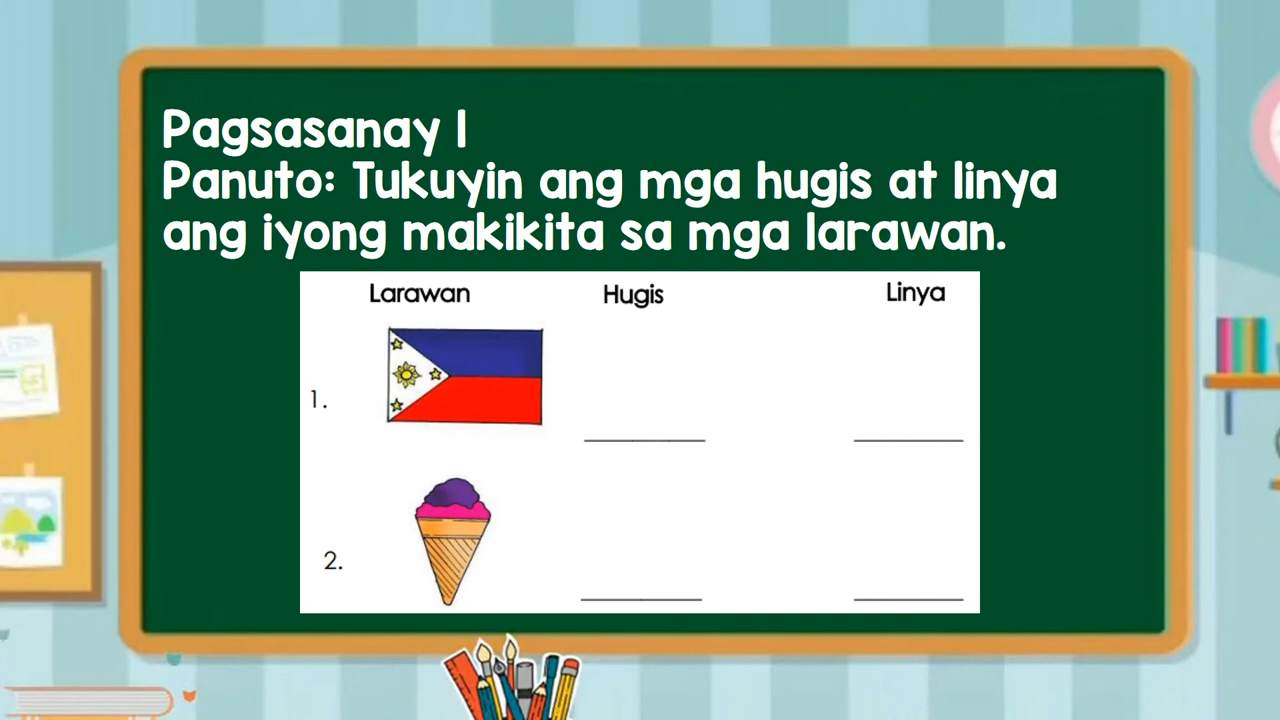 Pagsasanay 1
Panuto: Tukuyin ang mga hugis at linya
ang iyong makikita sa mga larawan.
Larawan Hugis Linya
1.
2.